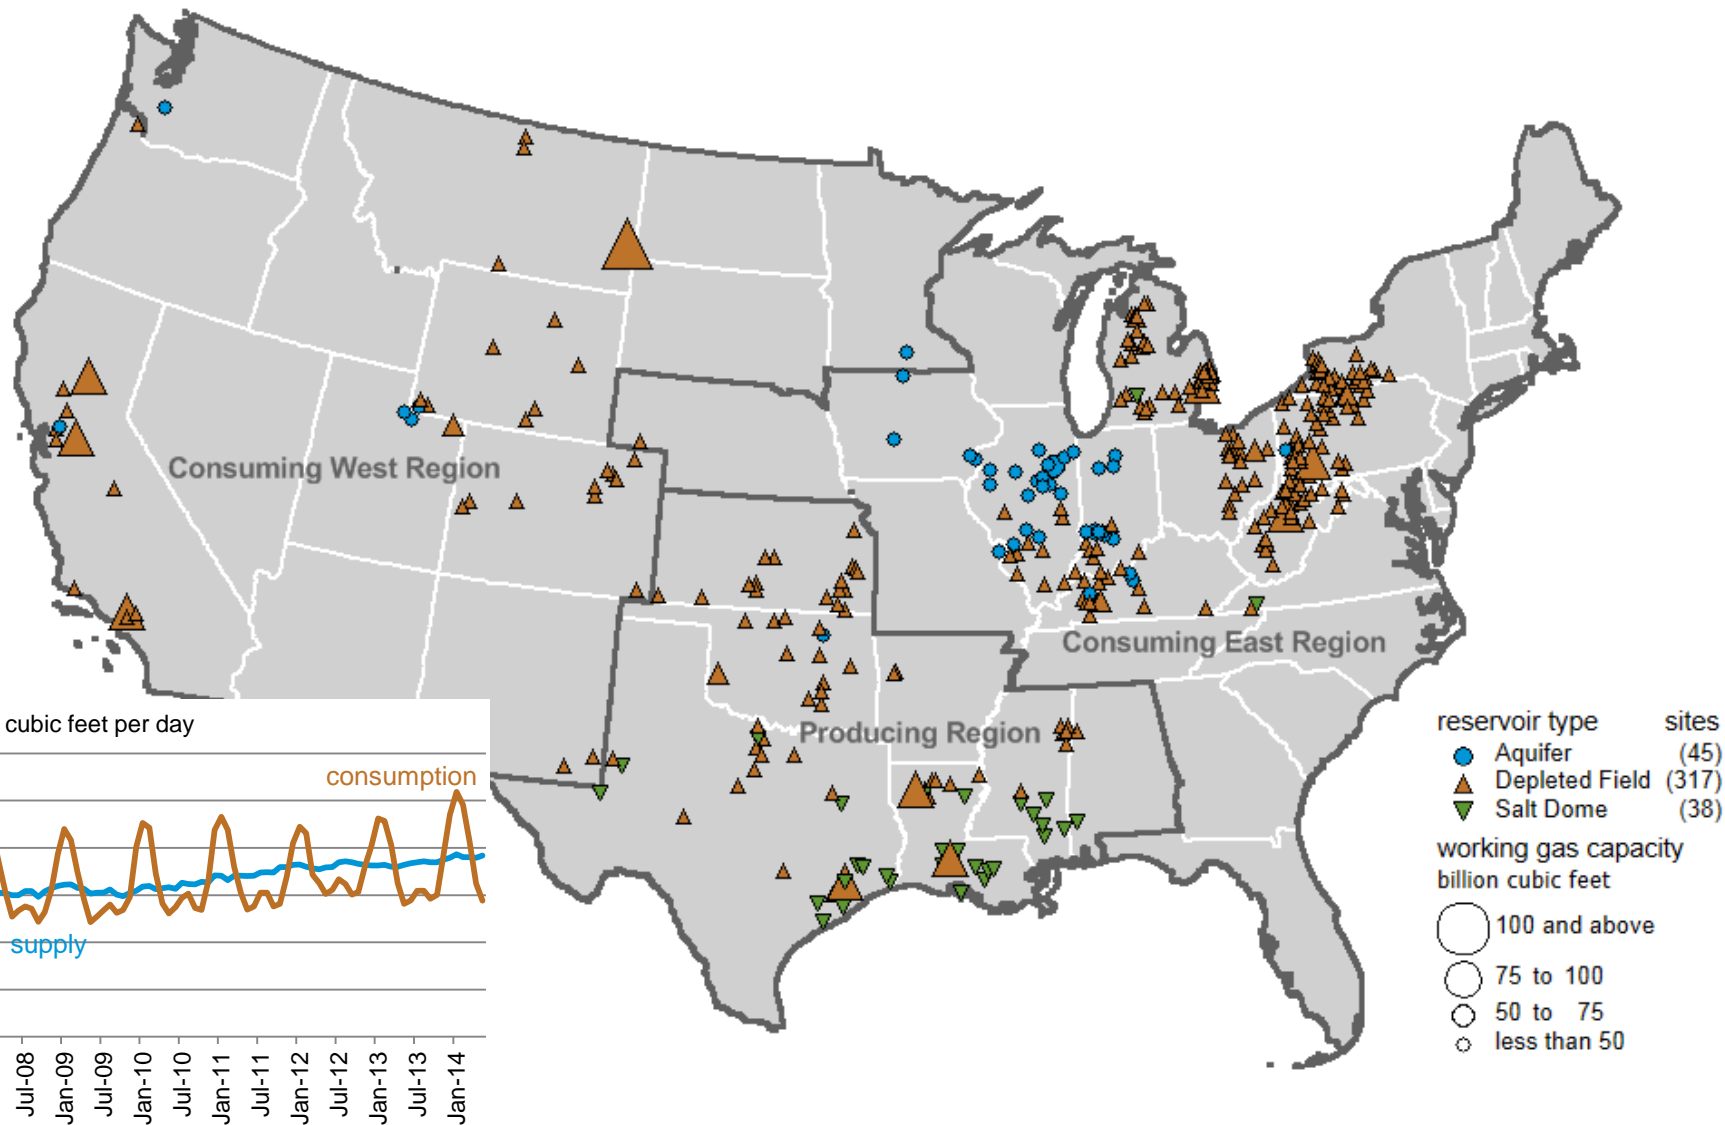 Consuming West Region
Consuming East Region
Producing Region
cubic feet per day
consumption
supply
Jul-08
Jan-09
Jul-09
Jan-10
Jul-10
Jan-11
Jul-11
Jan-12
Jul-12
Jan-13
Jul-13
Jan-14
reservoir type sites
Aquifer (45)
Depleted Field (317)
Salt Dome (38)
working gas capacity
billion cubic feet
100 and above
75 to 100
50 to 75
less than 50